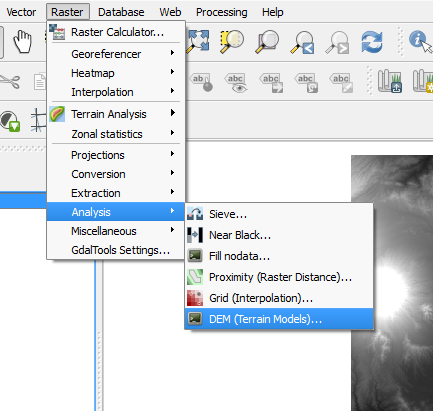 Vector Raster Database Web Processing Help
Raster Calculator...
Georeferencer
Heatmap
Interpolation
Terrain Analysis
Zonal statistics
Projections
Conversion
Extraction
Analysis
Miscellaneous
GdalTools Settings...
Sieve...
Near Black...
Fill nodata...
Proximity (Raster Distance)...
Grid (Interpolation)...
DEM (Terrain Models)...
ab
abc
abc
abc
abc